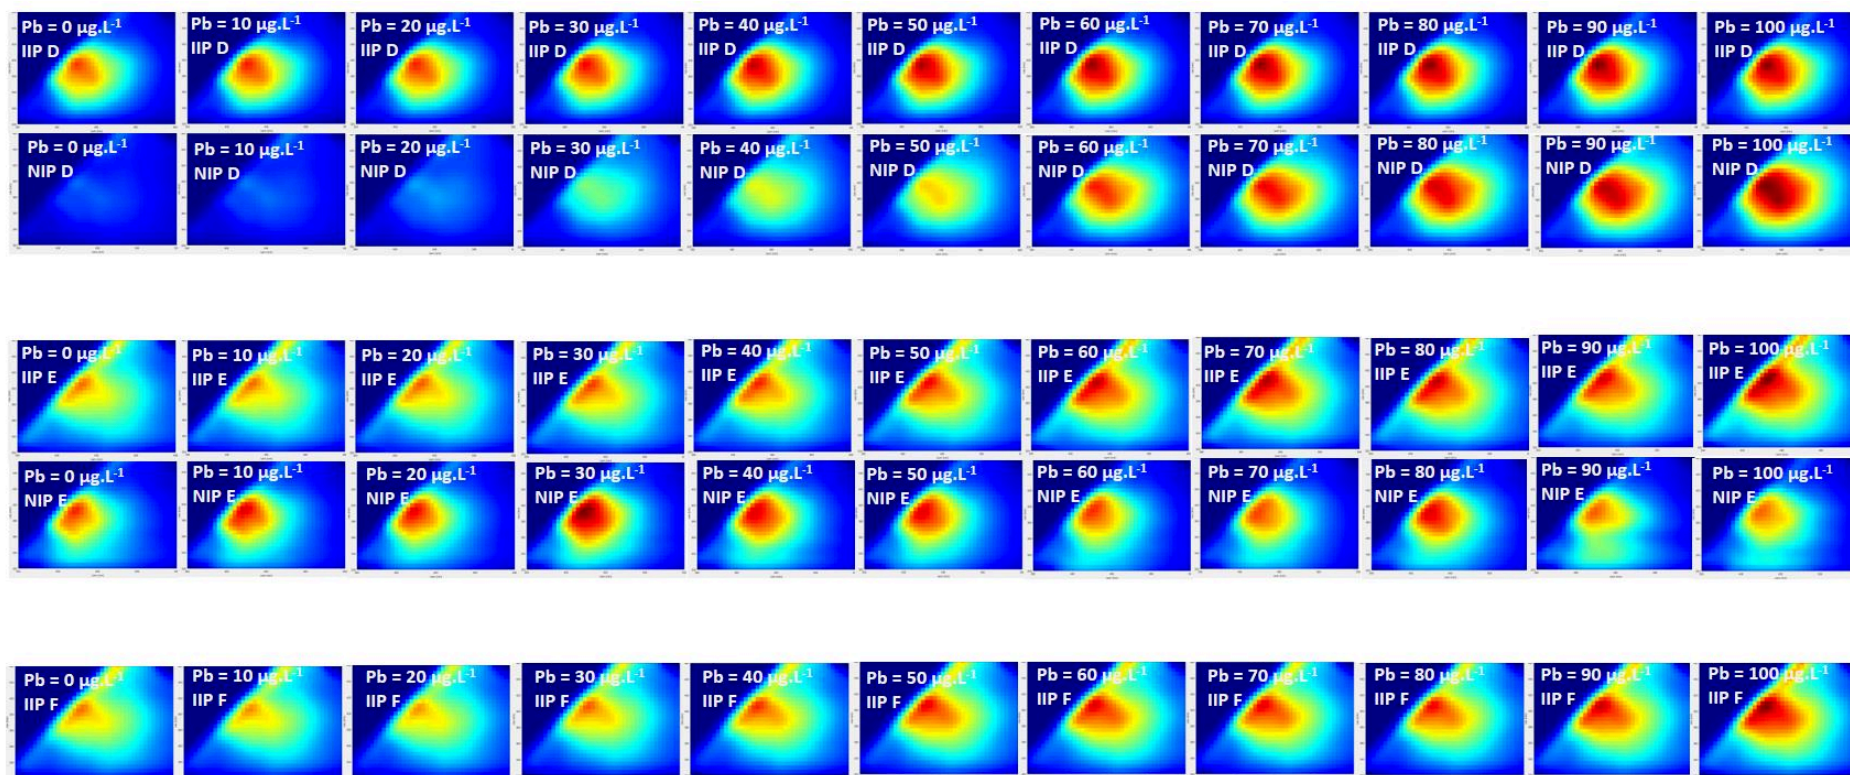 Pb = 0 µg.L-1
IIP D
Pb = 10 µg.L-1
IIP D
Pb = 20 µg.L-1
IIP D
Pb = 30 µg.L-1
IIP D
Pb = 40 µg.L-1
IIP D
Pb = 50 µg.L-1
IIP D
Pb = 60 µg.L-1
IIP D
Pb = 70 µg.L-1
IIP D
Pb = 80 µg.L-1
IIP D
Pb = 90 µg.L-1
IIP D
Pb = 100 µg.L-1
IIP D
Pb = 0 µg.L-1
NIP D
Pb = 10 µg.L-1
NIP D
Pb = 20 µg.L-1
NIP D
Pb = 30 µg.L-1
NIP D
Pb = 40 µg.L-1
NIP D
Pb = 50 µg.L-1
NIP D
Pb = 60 µg.L-1
NIP D
Pb = 70 µg.L-1
NIP D
Pb = 80 µg.L-1
NIP D
Pb = 90 µg.L-1
NIP D
Pb = 100 µg.L-1
NIP D
Pb = 0 µg.L-1
IIP E
Pb = 10 µg.L-1
IIP E
Pb = 20 µg.L-1
IIP E
Pb = 30 µg.L-1
IIP E
Pb = 40 µg.L-1
IIP E
Pb = 50 µg.L-1
IIP E
Pb = 60 µg.L-1
IIP E
Pb = 70 µg.L-1
IIP E
Pb = 80 µg.L-1
IIP E
Pb = 90 µg.L-1
IIP E
Pb = 100 µg.L-1
IIP E
Pb = 0 µg.L-1
NIP E
Pb = 10 µg.L-1
NIP E
Pb = 20 µg.L-1
NIP E
Pb = 30 µg.L-1
NIP E
Pb = 40 µg.L-1
NIP E
Pb = 50 µg.L-1
NIP E
Pb = 60 µg.L-1
NIP E
Pb = 70 µg.L-1
NIP E
Pb = 80 µg.L-1
NIP E
Pb = 90 µg.L-1
NIP E
Pb = 100 µg.L-1
NIP E
Pb = 0 µg.L-1
IIP F
Pb = 10 µg.L-1
IIP F
Pb = 20 µg.L-1
IIP F
Pb = 30 µg.L-1
IIP F
Pb = 40 µg.L-1
IIP F
Pb = 50 µg.L-1
IIP F
Pb = 60 µg.L-1
IIP F
Pb = 70 µg.L-1
IIP F
Pb = 80 µg.L-1
IIP F
Pb = 90 µg.L-1
IIP F
Pb = 100 µg.L-1
IIP F